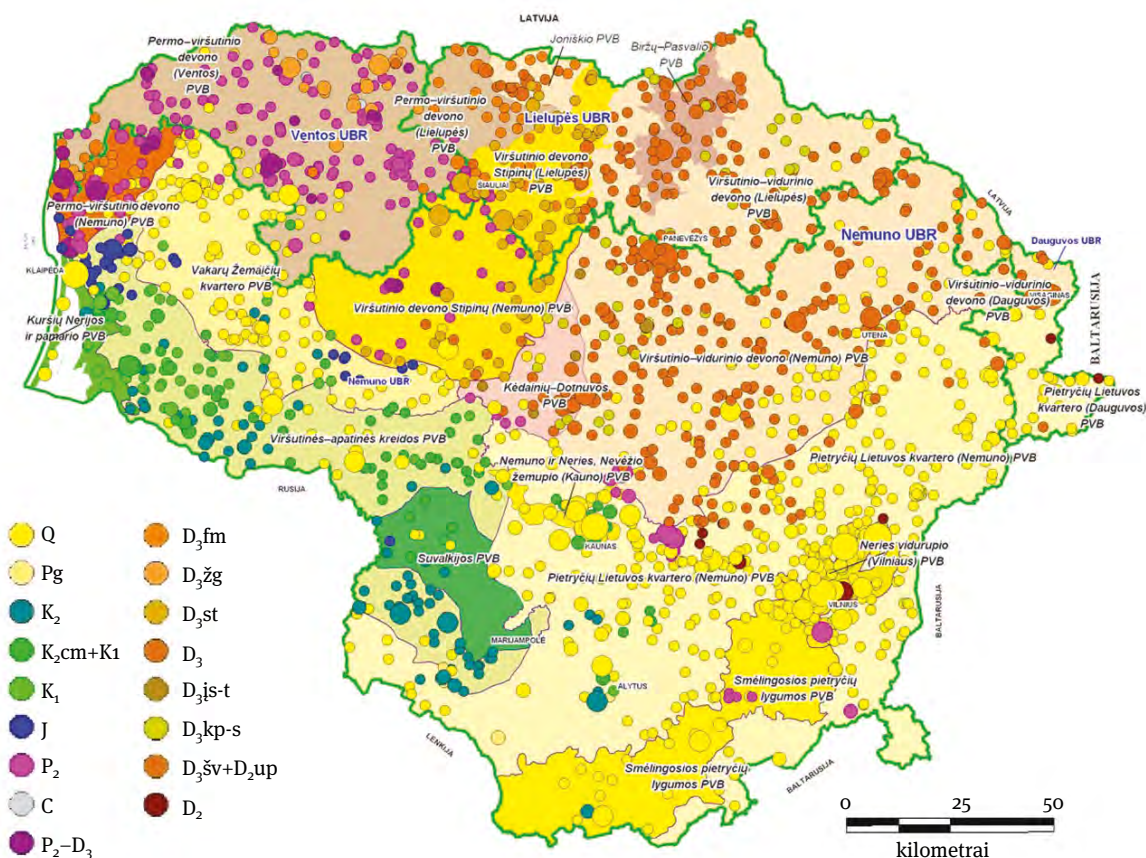 LATVIJA
Permo–viršutinio
devono
(Ventos)
PVB
Joniškio PVB
Biržų–Pasvalio
PVB
Permo–viršutinio
devono
(Lielupės)
PVB
Ventos UBR
Lielupės UBR
Viršutinio devono
Stipinų (Lielupės)
PVB
ŠIAULIAI
Viršutinio–vidurinio
devono (Lielupės)
PVB
LATVIJA
Permo–viršutinio devono
(Nemuno) PVB
PANEVĖŽYS
Nemuno UBR
Dauguvos UBR
KLAIPĖDA
Vakarų Žemaičių
kvartero PVB
Viršutinio–vidurinio
devono (Dauguvos)
PVB
VISAGINAS
BALTARUSIJA
Kuršių Nerijos
ir pamario PVB
Viršutinio devono Stipinų (Nemuno) PVB
UTENA
Viršutinio–vidurinio devono (Nemuno) PVB
Nemuno UBR
Kėdainių–Dotnuvos
PVB
Pietryčių Lietuvos
kvartero (Dauguvos)
PVB
Viršutinės–apatinės kreidos PVB
Pietryčių Lietuvos kvartero (Nemuno) PVB
Nemuno ir Neries, Nevėžio
žemupio (Kauno) PVB
RUSIJA
KAUNAS
Suvalkijos PVB
Neries vidurupio
(Vilniaus) PVB
Pietryčių Lietuvos kvartero (Nemuno) PVB
VILNIUS
BALTARUSIJA
MARIJAMPOLĖ
ALYTUS
Smėlingosios pietryčių
lygumos PVB
LENKIJA
Smėlingosios pietryčių
lygumos PVB
BALTARUSIJA
Q
Pg
K₂
K₂cm+K1
K₁
J
P₂
C
P₂–D₃
D₃fm
D₃žg
D₃st
D₃
D₃įs-t
D₃kp-s
D₃šv+D₂up
D₂
0 25 50
kilometrai